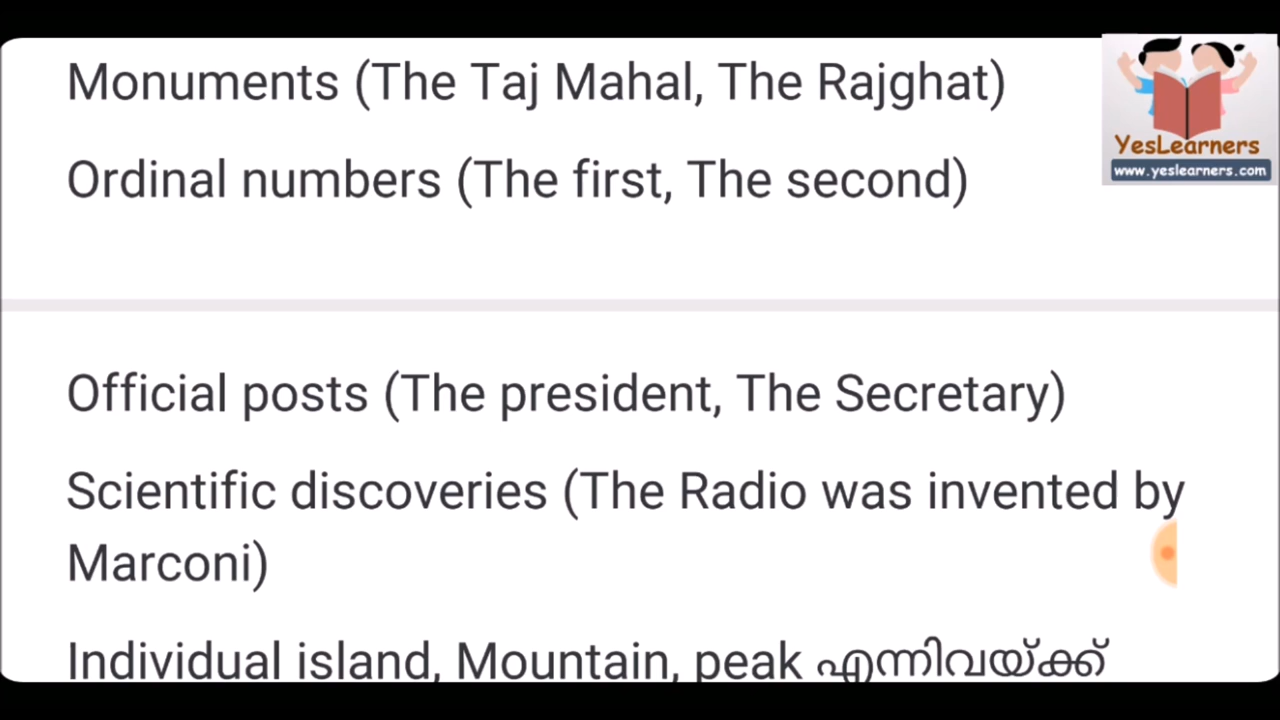 Monuments (The Taj Mahal, The Rajghat)
Ordinal numbers (The first, The second)
YesLearners
www.yeslearners.com
Official posts (The president, The Secretary)
Scientific discoveries (The Radio was invented by
Marconi)
Individual island, Mountain, peak എന്നിവയ്ക്ക്